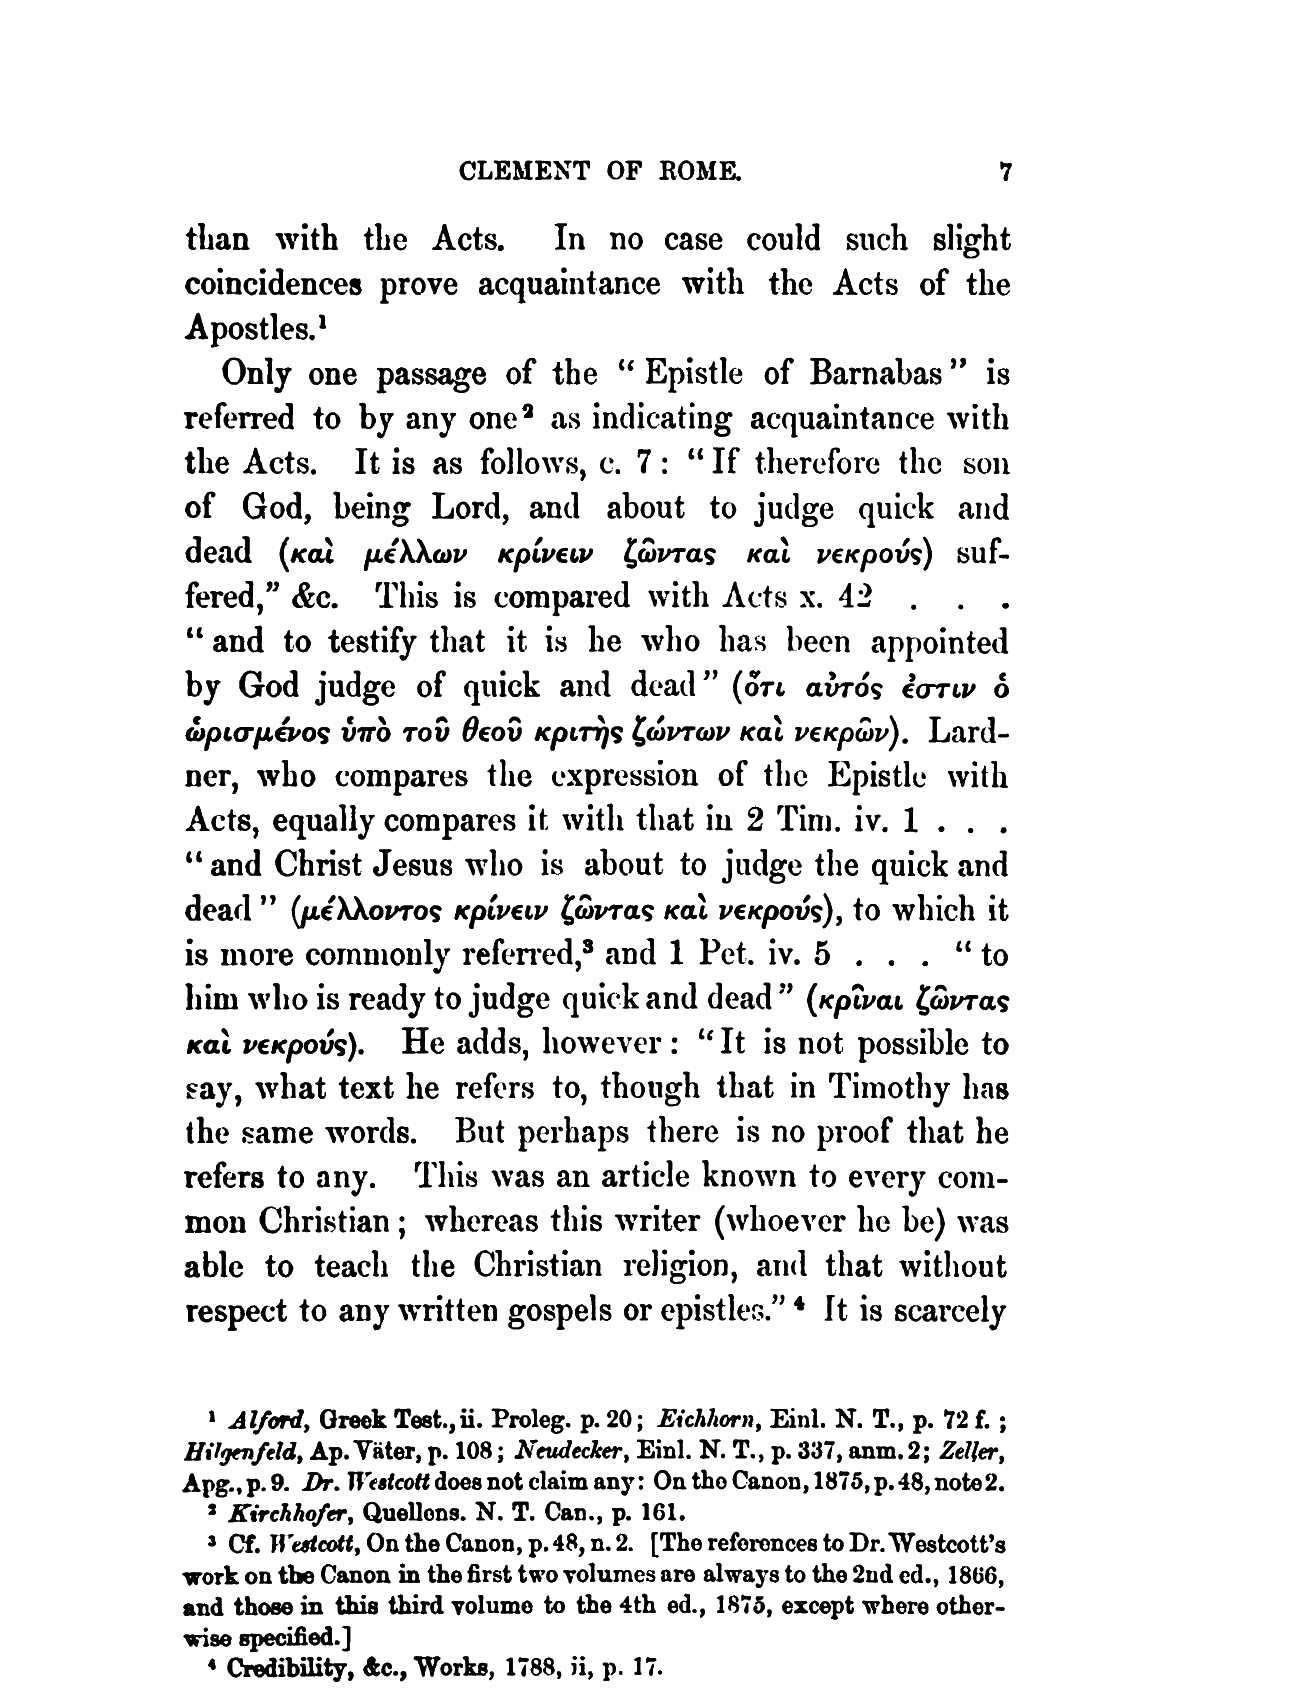 CLEMENT OF ROME. 7
than with the Acts. In no case could such slight
coincidences prove acquaintance with the Acts of the
Apostles.¹
Only one passage of the “Epistle of Barnabas” is
referred to by any one² as indicating acquaintance with
the Acts. It is as follows, c. 7: “If therefore the son
of God, being Lord, and about to judge quick and
dead (καὶ μέλλων κρίνειν ζῶντας καὶ νεκρούς) suf-
fered,” &c. This is compared with Acts x. 42 . . .
“and to testify that it is he who has been appointed
by God judge of quick and dead” (ὅτι αὐτός ἐστιν ὁ
ὡρισμένος ὑπὸ τοῦ θεοῦ κριτὴς ζώντων καὶ νεκρῶν). Lard-
ner, who compares the expression of the Epistle with
Acts, equally compares it with that in 2 Tim. iv. 1 . . .
“and Christ Jesus who is about to judge the quick and
dead” (μέλλοντος κρίνειν ζῶντας καὶ νεκρούς), to which it
is more commonly referred,³ and 1 Pet. iv. 5 . . . “to
him who is ready to judge quick and dead” (κρῖναι ζῶντας
καὶ νεκρούς). He adds, however: “It is not possible to
say, what text he refers to, though that in Timothy has
the same words. But perhaps there is no proof that he
refers to any. This was an article known to every com-
mon Christian; whereas this writer (whoever he be) was
able to teach the Christian religion, and that without
respect to any written gospels or epistles.”⁴ It is scarcely
¹ Alford, Greek Test., ii. Proleg. p. 20; Eichhorn, Einl. N. T., p. 72 f.;
Hilgenfeld, Ap. Väter, p. 108; Neudecker, Einl. N. T., p. 337, anm. 2; Zeller,
Apg., p. 9. Dr. Westcott does not claim any: On the Canon, 1875, p. 48, note 2.
² Kirchhofer, Quellens. N. T. Can., p. 161.
³ Cf. Westcott, On the Canon, p. 48, n. 2. [The references to Dr. Westcott’s
work on the Canon in the first two volumes are always to the 2nd ed., 1866,
and those in this third volume to the 4th ed., 1875, except where other-
wise specified.]
⁴ Credibility, &c., Works, 1788, ii, p. 17.